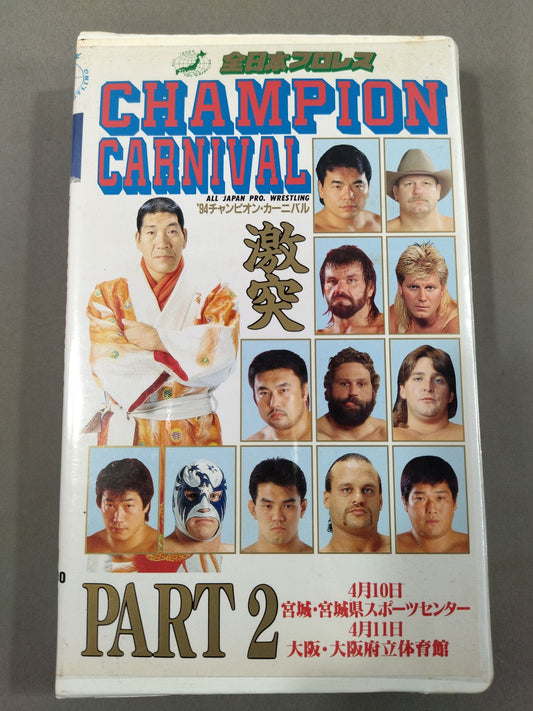 全日本プロレス
CHAMPION
CARNIVAL
ALL JAPAN PRO. WRESTLING
'94チャンピオン・カーニバル
激突
PART 2
4月10日
宮城・宮城県スポーツセンター
4月11日
大阪・大阪府立体育館